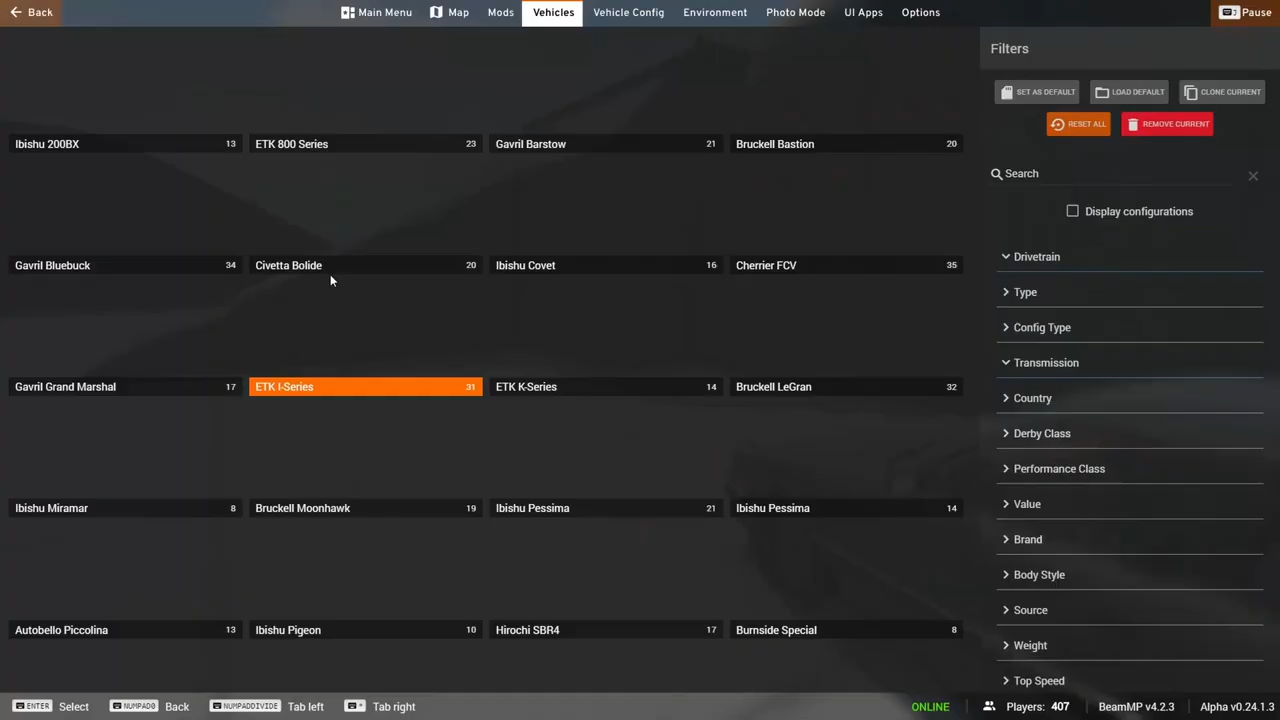 Back
Main Menu
Map
Mods
Vehicles
Vehicle Config
Environment
Photo Mode
UI Apps
Options
J
Pause
Ibishu 200BX 13
ETK 800 Series 23
Gavril Barstow 21
Bruckell Bastion 20
Gavril Bluebuck 34
Civetta Bolide 20
Ibishu Covet 16
Cherrier FCV 35
Gavril Grand Marshal 17
ETK I-Series 31
ETK K-Series 14
Bruckell LeGran 32
Ibishu Miramar 8
Bruckell Moonhawk 19
Ibishu Pessima 21
Ibishu Pessima 14
Autobello Piccolina 13
Ibishu Pigeon 10
Hirochi SBR4 17
Burnside Special 8
Filters
SET AS DEFAULT
LOAD DEFAULT
CLONE CURRENT
RESET ALL
REMOVE CURRENT
Search
Display configurations
Drivetrain
Type
Config Type
Transmission
Country
Derby Class
Performance Class
Value
Brand
Body Style
Source
Weight
Top Speed
ENTER Select
NUMPAD0 Back
NUMPADDIVIDE Tab left
* Tab right
ONLINE
Players: 407
BeamMP v4.2.3
Alpha v0.24.1.3